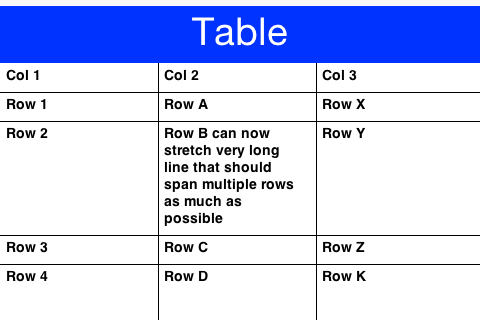 Table
Col 1 Col 2 Col 3
Row 1 Row A Row X
Row 2 Row B can now Row Y
stretch very long
line that should
span multiple rows
as much as
possible
Row 3 Row C Row Z
Row 4 Row D Row K